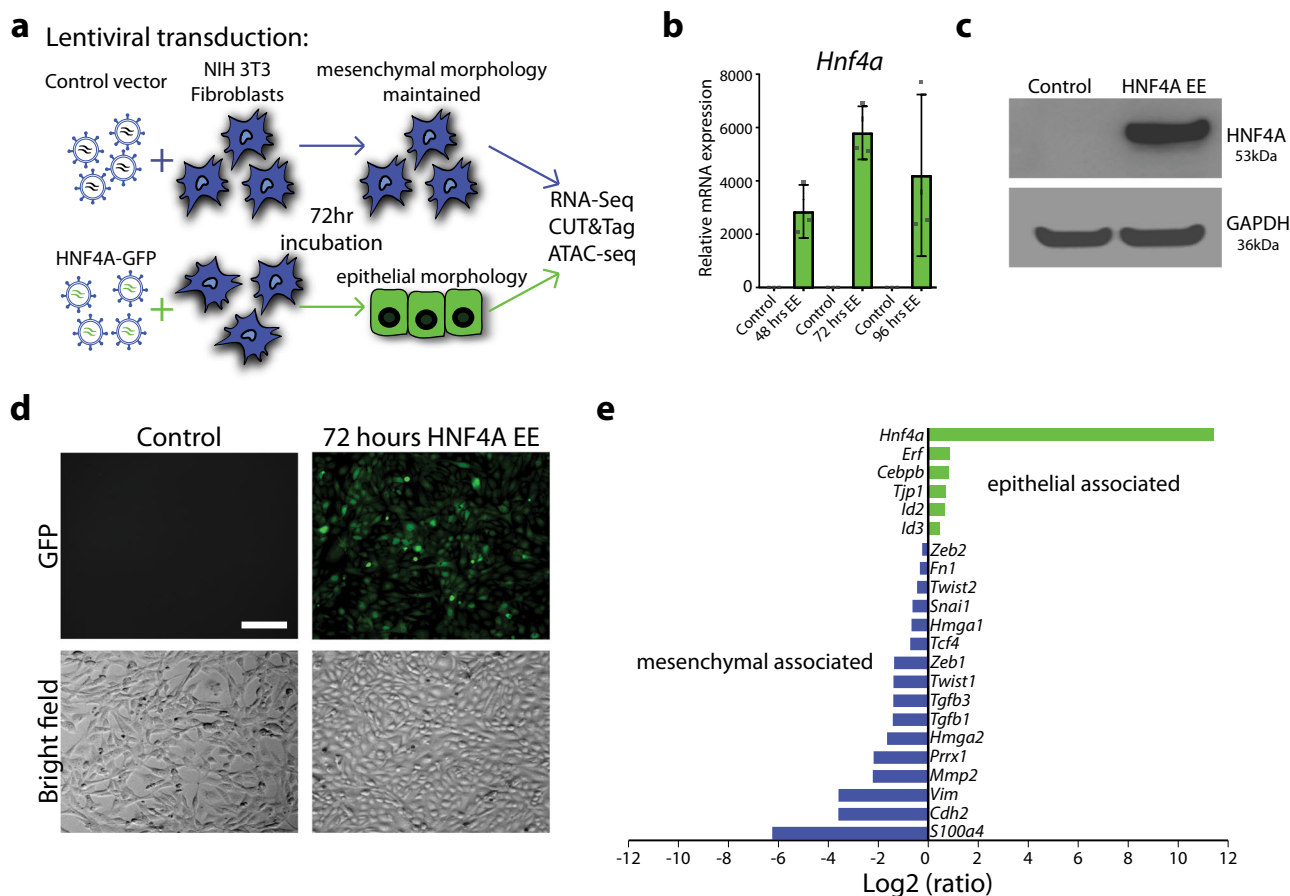 a
Lentiviral transduction:
Control vector
NIH 3T3
Fibroblasts
mesenchymal morphology
maintained
72hr
incubation
HNF4A-GFP
epithelial morphology
RNA-Seq
CUT&Tag
ATAC-seq
b
Hnf4a
Relative mRNA expression
8000
6000
4000
2000
0
Control
48 hrs EE
Control
72 hrs EE
Control
96 hrs EE
c
Control
HNF4A EE
HNF4A
53kDa
GAPDH
36kDa
d
Control
72 hours HNF4A EE
GFP
Bright field
e
Hnf4a
Erf
Cebpb
Tjp1
Id2
Id3
epithelial associated
Zeb2
Fn1
Twist2
Snai1
Hmga1
Tcf4
mesenchymal associated
Zeb1
Twist1
Tgfb3
Tgfb1
Hmga2
Prrx1
Mmp2
Vim
Cdh2
S100a4
-12 -10 -8 -6 -4 -2 0 2 4 6 8 10 12
Log2 (ratio)